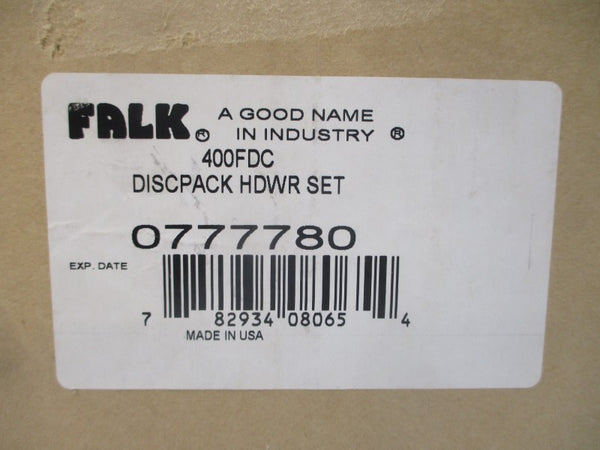 FALK® A GOOD NAME
IN INDUSTRY ®
400FDC
DISCPACK HDWR SET
0777780
EXP. DATE
7 82934 08065 4
MADE IN USA